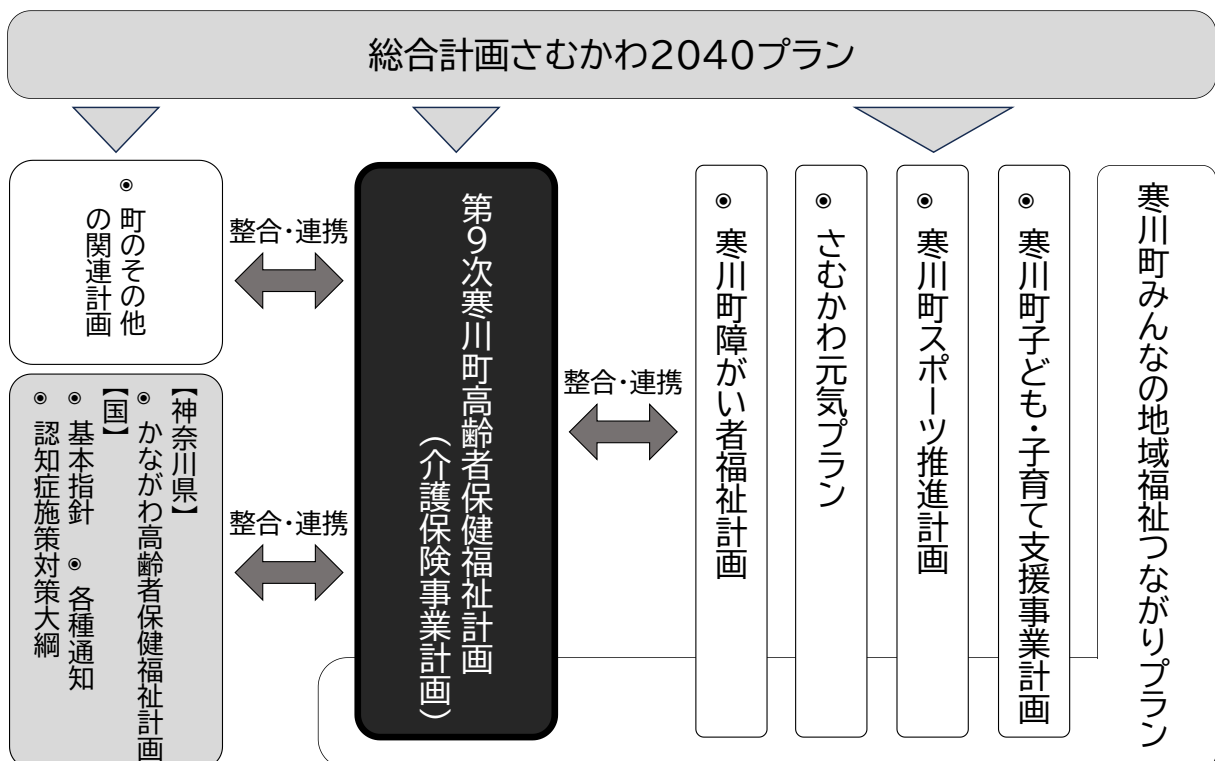 総合計画さむかわ2040プラン
◉ 町のその他
の関連計画
整合・連携
【神奈川県】
◉ かながわ高齢者保健福祉計画
【国】
◉ 基本指針 ◉ 各種通知
◉ 認知症施策対策大綱
整合・連携
第9次寒川町高齢者保健福祉計画
（介護保険事業計画）
整合・連携
◉ 寒川町障がい者福祉計画
◉ さむかわ元気プラン
◉ 寒川町スポーツ推進計画
◉ 寒川町子ども・子育て支援事業計画
寒川町みんなの地域福祉つながりプラン